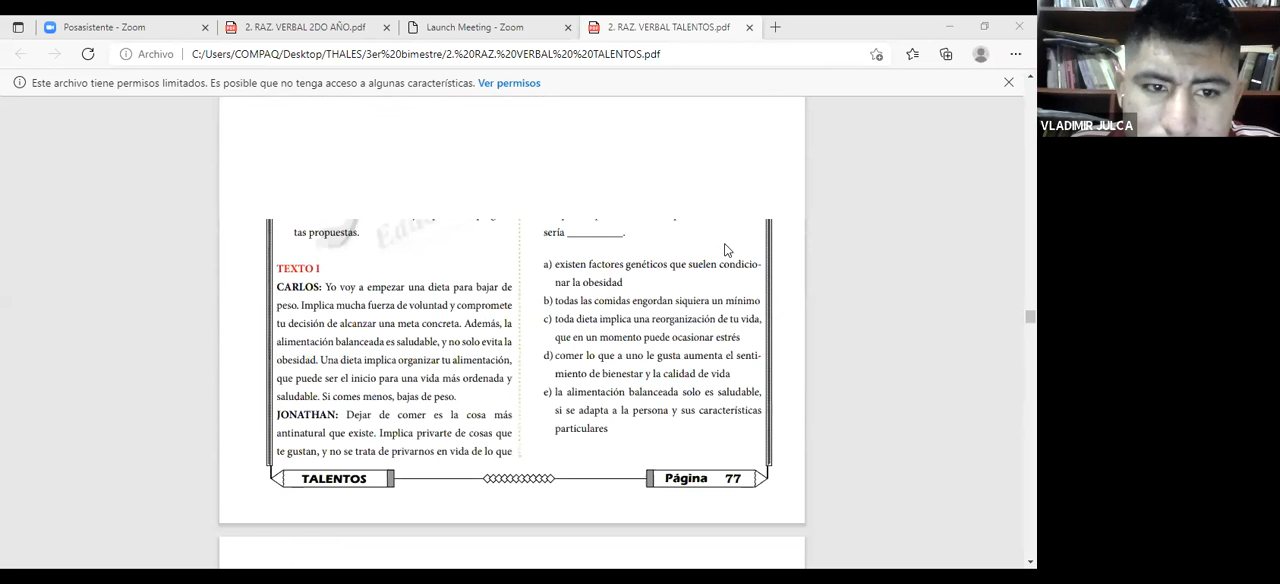 Posasistente - Zoom
2. RAZ. VERBAL 2DO AÑO.pdf
Launch Meeting - Zoom
2. RAZ. VERBAL TALENTOS.pdf
Archivo
C:/Users/COMPAQ/Desktop/THALES/3er%20bimestre/2.%20RAZ.%20VERBAL%20%20TALENTOS.pdf
Este archivo tiene permisos limitados. Es posible que no tenga acceso a algunas características. Ver permisos
VLADIMIR JULCA
tas propuestas.
TEXTO I
CARLOS: Yo voy a empezar una dieta para bajar de
peso. Implica mucha fuerza de voluntad y compromete
tu decisión de alcanzar una meta concreta. Además, la
alimentación balanceada es saludable, y no solo evita la
obesidad. Una dieta implica organizar tu alimentación,
que puede ser el inicio para una vida más ordenada y
saludable. Si comes menos, bajas de peso.
JONATHAN: Dejar de comer es la cosa más
antinatural que existe. Implica privarte de cosas que
te gustan, y no se trata de privarnos en vida de lo que
sería __________.
a) existen factores genéticos que suelen condicio-
nar la obesidad
b) todas las comidas engordan siquiera un mínimo
c) toda dieta implica una reorganización de tu vida,
que en un momento puede ocasionar estrés
d) comer lo que a uno le gusta aumenta el senti-
miento de bienestar y la calidad de vida
e) la alimentación balanceada solo es saludable,
si se adapta a la persona y sus características
particulares
TALENTOS
Página 77